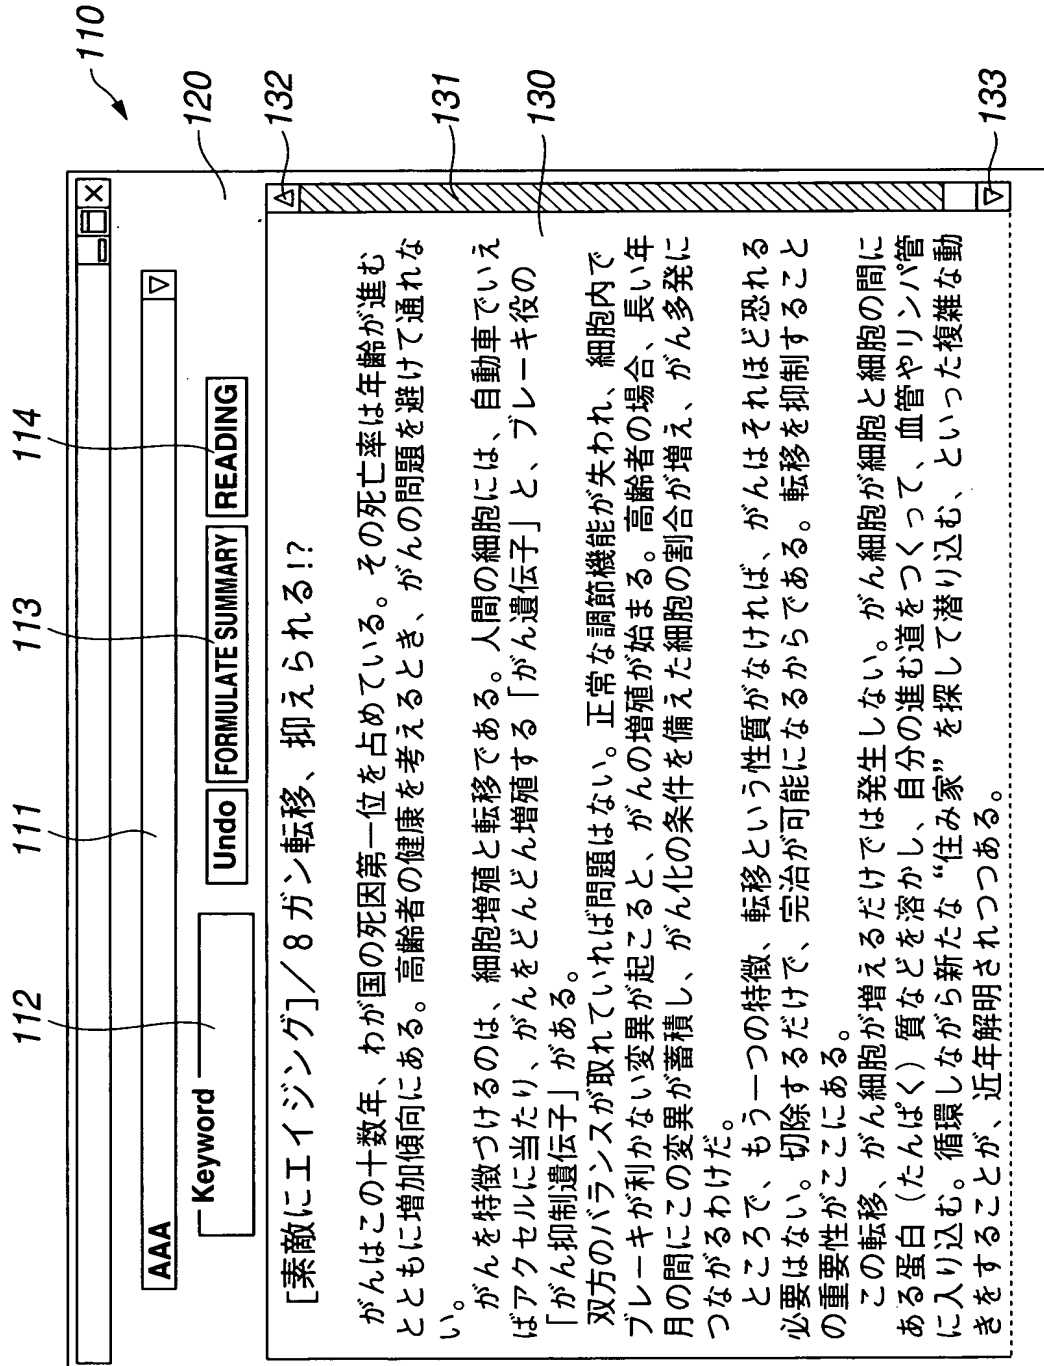 110
112
111
113
114
AAA
Keyword
Undo
FORMULATE SUMMARY
READING
120
132
131
130
133
[素敵にエイジング]／8 ガン転移、抑えられる!?
がんはこの十数年、わが国の死因第一位を占めている。その死亡率は年齢が進む
とともに増加傾向にある。高齢者の健康を考えるとき、がんの問題を避けて通れな
い。
がんを特徴づけるのは、細胞増殖と転移である。人間の細胞には、自動車でいえ
ばアクセルに当たり、がんをどんどん増殖する「がん遺伝子」と、ブレーキ役の
「がん抑制遺伝子」がある。
双方のバランスが取れていれば問題はない。正常な調節機能が失われ、細胞内で
ブレーキが利かない変異が起こると、がんの増殖が始まる。高齢者の場合、長い年
月の間にこの変異が蓄積し、がん化の条件を備えた細胞の割合が増え、がん多発に
つながるわけだ。
ところで、もう一つの特徴、転移という性質がなければ、がんはそれほど恐れる
必要はない。切除するだけで、完治が可能になるからである。転移を抑制すること
の重要性がここにある。
この転移、がん細胞が増えるだけでは発生しない。がん細胞が細胞と細胞の間に
ある蛋白（たんぱく）質などを溶かし、自分の進む道をつくって、血管やリンパ管
に入り込む。循環しながら新たな“住み家”を探して潜り込む、といった複雑な動
きをすることが、近年解明されつつある。